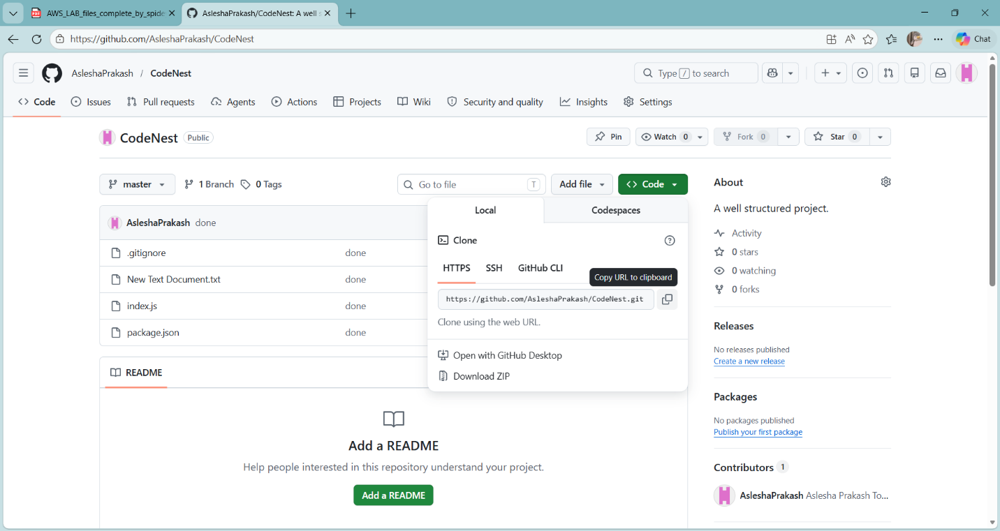 AWS_LAB_files_complete_by_spide
AsleshaPrakash/CodeNest: A well s
https://github.com/AsleshaPrakash/CodeNest
Chat
AsleshaPrakash / CodeNest
Type / to search
Code
Issues
Pull requests
Agents
Actions
Projects
Wiki
Security and quality
Insights
Settings
CodeNest Public
Pin
Watch 0
Fork 0
Star 0
master
1 Branch
0 Tags
Go to file
T
Add file
<> Code
AsleshaPrakash done
.gitignore done
New Text Document.txt done
index.js done
package.json done
Local
Codespaces
Clone
HTTPS
SSH
GitHub CLI
Copy URL to clipboard
https://github.com/AsleshaPrakash/CodeNest.git
Clone using the web URL.
Open with GitHub Desktop
Download ZIP
README
Add a README
Help people interested in this repository understand your project.
Add a README
About
A well structured project.
Activity
0 stars
0 watching
0 forks
Releases
No releases published
Create a new release
Packages
No packages published
Publish your first package
Contributors 1
AsleshaPrakash Aslesha Prakash To...